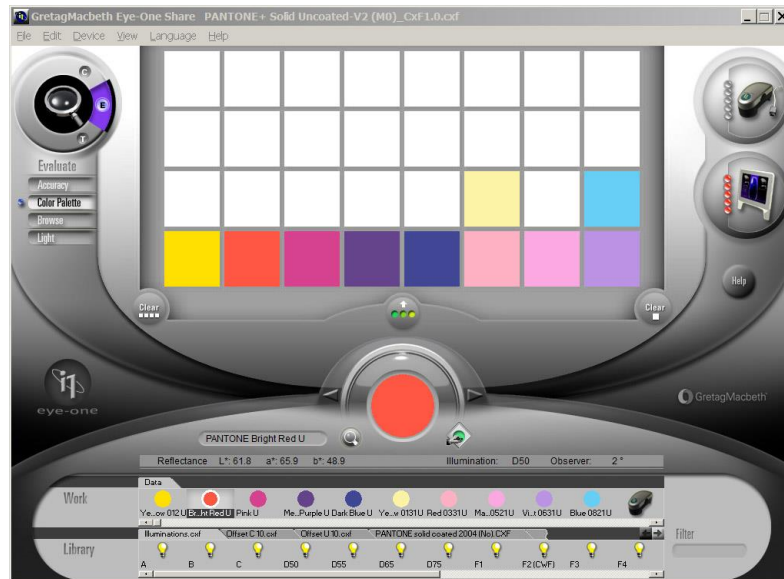 GretagMacbeth Eye-One Share PANTONE+ Solid Uncoated-V2 (M0)_CxF1.0.cxf
File Edit Device View Language Help
C
E
T
Evaluate
Accuracy
Color Palette
Browse
Light
Help
Clear
Clear
i1
eye-one
GretagMacbeth
PANTONE Bright Red U
Reflectance L*: 61.8 a*: 65.9 b*: 48.9 Illumination: D50 Observer: 2 °
Work
Data
Ye...ow 012 U Br...ht Red U Pink U Me...Purple U Dark Blue U Ye...w 0131U Red 0331U Ma...0521U Vi...t 0631U Blue 0821U
Library
Illuminations.cxf Offset C 10.cxf Offset U 10.cxf PANTONE solid coated 2004 (No).CXF
A B C D50 D55 D65 D75 F1 F2 (CWF) F3 F4
Filter